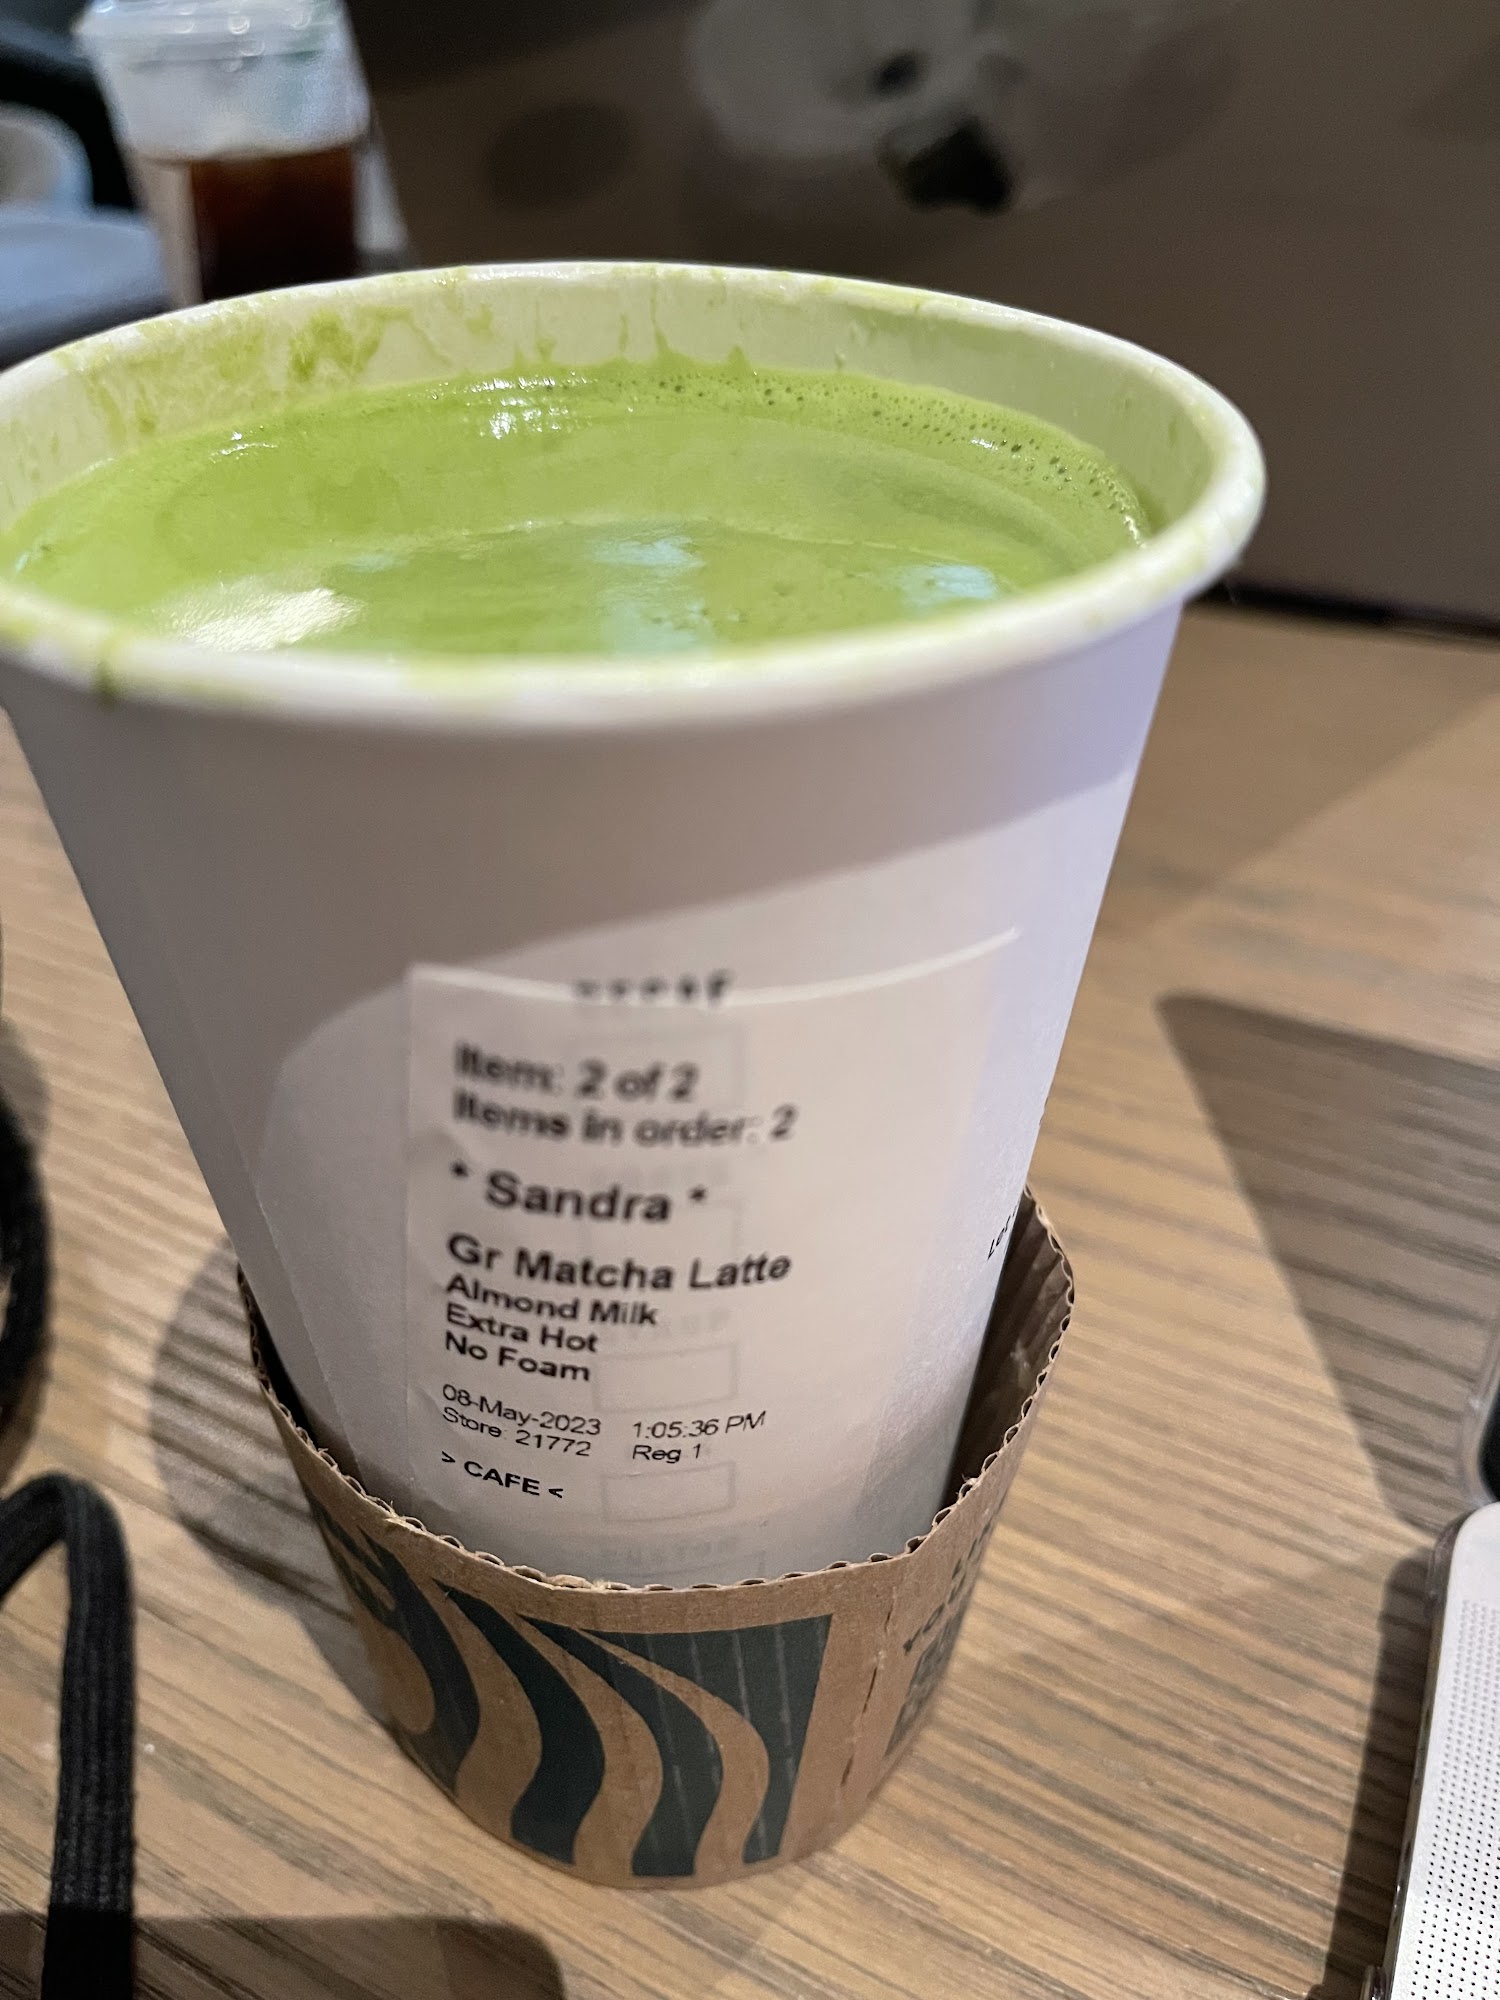 Item: 2 of 2
Items in order: 2
* Sandra *
Gr Matcha Latte
Almond Milk
Extra Hot
No Foam
08-May-2023 1:05:36 PM
Store: 21772 Reg 1
> CAFE <